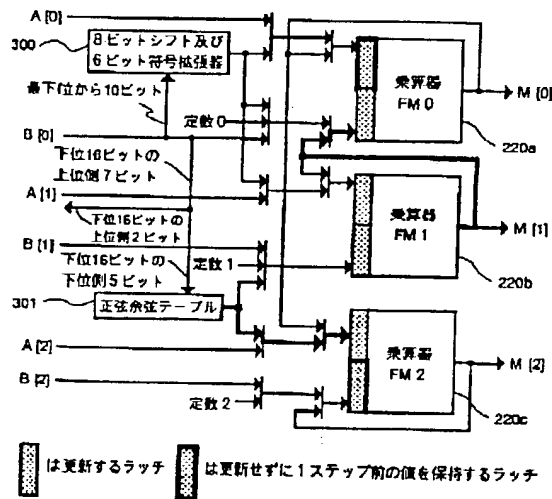 A [0]
300
8ビットシフト及び
6ビット符号拡張器
最下位から10ビット
定数0
B [0]
下位16ビットの
上位側7ビット
A [1]
下位16ビットの
上位側2ビット
B [1]
下位16ビットの
下位側5ビット
定数1
301
正弦余弦テーブル
A [2]
B [2]
定数2
乗算器
FM 0
M [0]
220a
乗算器
FM 1
M [1]
220b
乗算器
FM 2
M [2]
220c
は更新するラッチ
は更新せずに1ステップ前の値を保持するラッチ